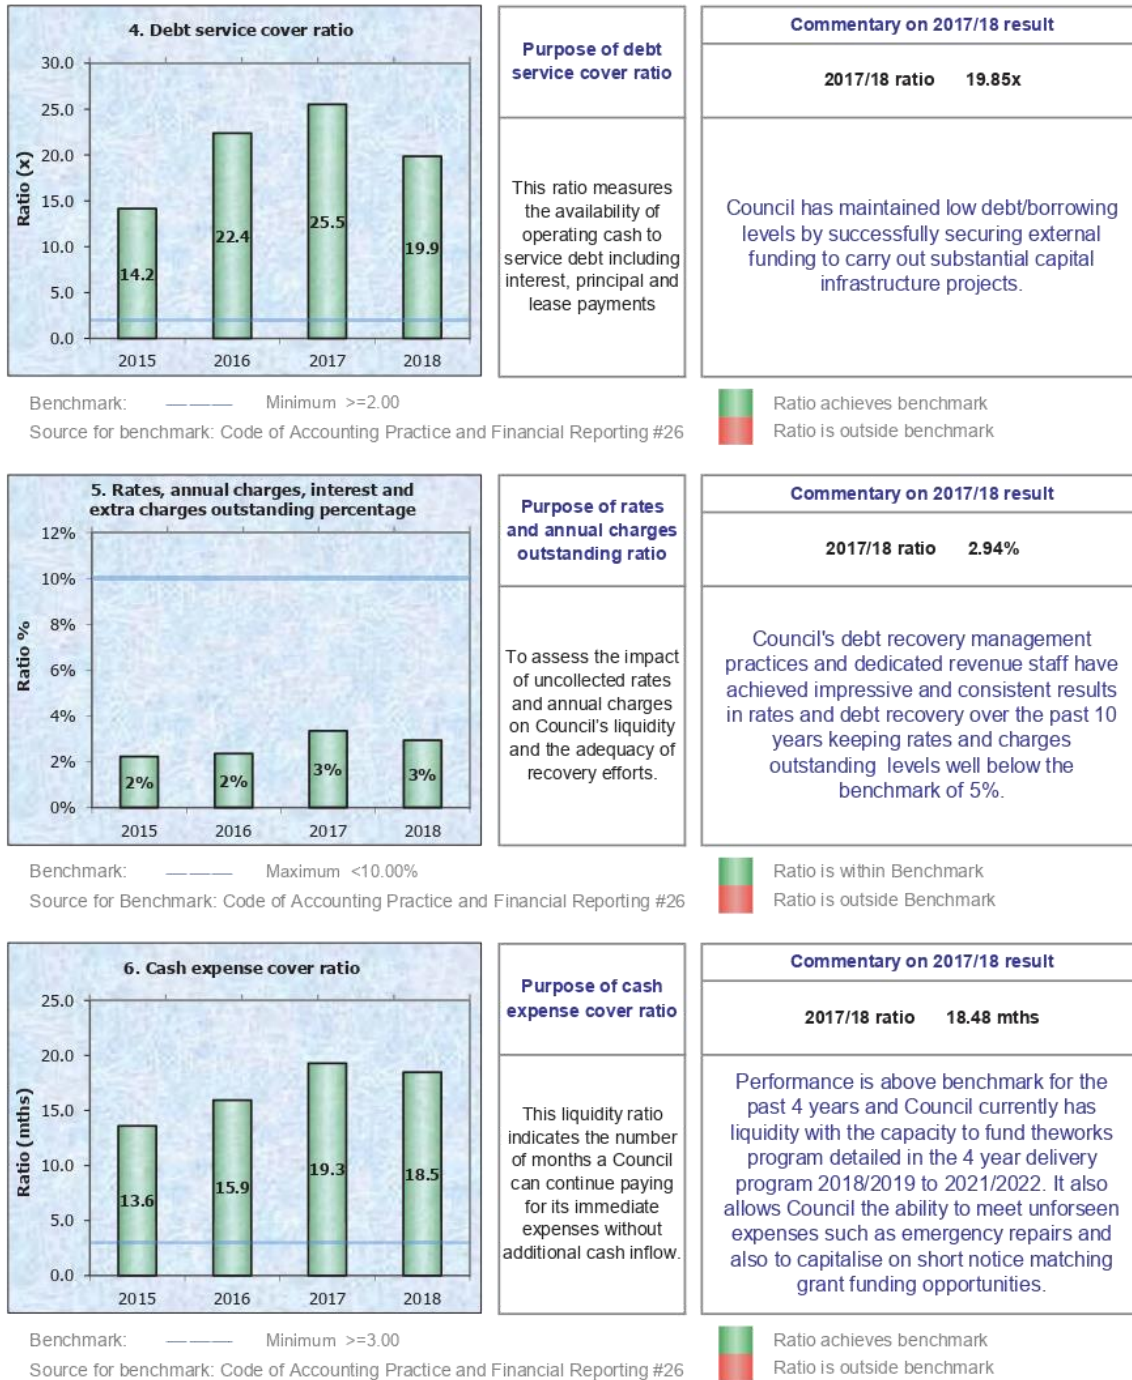 4. Debt service cover ratio
30.0
25.0
20.0
15.0
10.0
5.0
0.0
Ratio (x)
14.2
22.4
25.5
19.9
2015 2016 2017 2018
Purpose of debt
service cover ratio
This ratio measures
the availability of
operating cash to
service debt including
interest, principal and
lease payments
Commentary on 2017/18 result
2017/18 ratio 19.85x
Council has maintained low debt/borrowing
levels by successfully securing external
funding to carry out substantial capital
infrastructure projects.
Benchmark: ——— Minimum >=2.00
Source for benchmark: Code of Accounting Practice and Financial Reporting #26
Ratio achieves benchmark
Ratio is outside benchmark
5. Rates, annual charges, interest and
extra charges outstanding percentage
12%
10%
8%
6%
4%
2%
0%
Ratio %
2%
2%
3%
3%
2015 2016 2017 2018
Purpose of rates
and annual charges
outstanding ratio
To assess the impact
of uncollected rates
and annual charges
on Council's liquidity
and the adequacy of
recovery efforts.
Commentary on 2017/18 result
2017/18 ratio 2.94%
Council's debt recovery management
practices and dedicated revenue staff have
achieved impressive and consistent results
in rates and debt recovery over the past 10
years keeping rates and charges
outstanding levels well below the
benchmark of 5%.
Benchmark: ——— Maximum <10.00%
Source for Benchmark: Code of Accounting Practice and Financial Reporting #26
Ratio is within Benchmark
Ratio is outside Benchmark
6. Cash expense cover ratio
25.0
20.0
15.0
10.0
5.0
0.0
Ratio (mths)
13.6
15.9
19.3
18.5
2015 2016 2017 2018
Purpose of cash
expense cover ratio
This liquidity ratio
indicates the number
of months a Council
can continue paying
for its immediate
expenses without
additional cash inflow.
Commentary on 2017/18 result
2017/18 ratio 18.48 mths
Performance is above benchmark for the
past 4 years and Council currently has
liquidity with the capacity to fund theworks
program detailed in the 4 year delivery
program 2018/2019 to 2021/2022. It also
allows Council the ability to meet unforseen
expenses such as emergency repairs and
also to capitalise on short notice matching
grant funding opportunities.
Benchmark: ——— Minimum >=3.00
Source for benchmark: Code of Accounting Practice and Financial Reporting #26
Ratio achieves benchmark
Ratio is outside benchmark